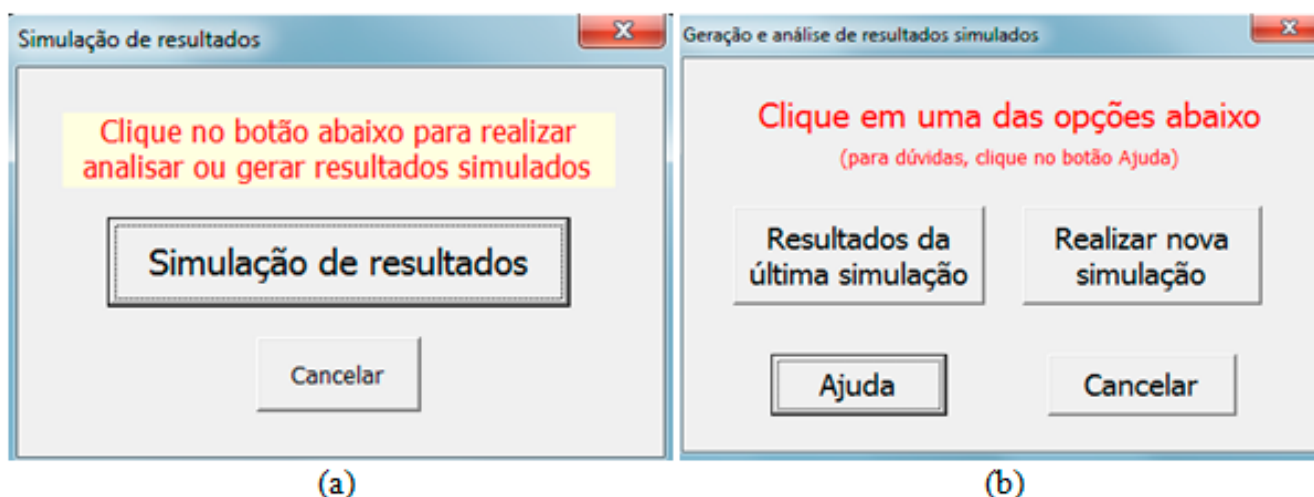 Simulação de resultados
Clique no botão abaixo para realizar
analisar ou gerar resultados simulados
Simulação de resultados
Cancelar
(a)
Geração e análise de resultados simulados
Clique em uma das opções abaixo
(para dúvidas, clique no botão Ajuda)
Resultados da
última simulação
Realizar nova
simulação
Ajuda
Cancelar
(b)